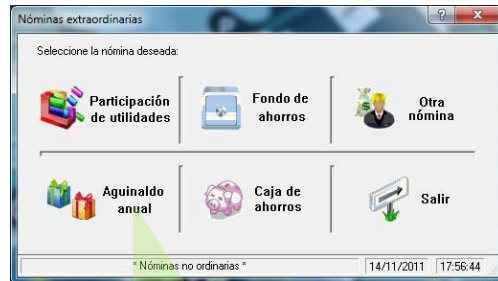 Nóminas extraordinarias
Seleccione la nómina deseada:
Participación
de utilidades
Fondo de
ahorros
Otra
nómina
Aguinaldo
anual
Caja de
ahorros
Salir
* Nóminas no ordinarias *
14/11/2011
17:56:44